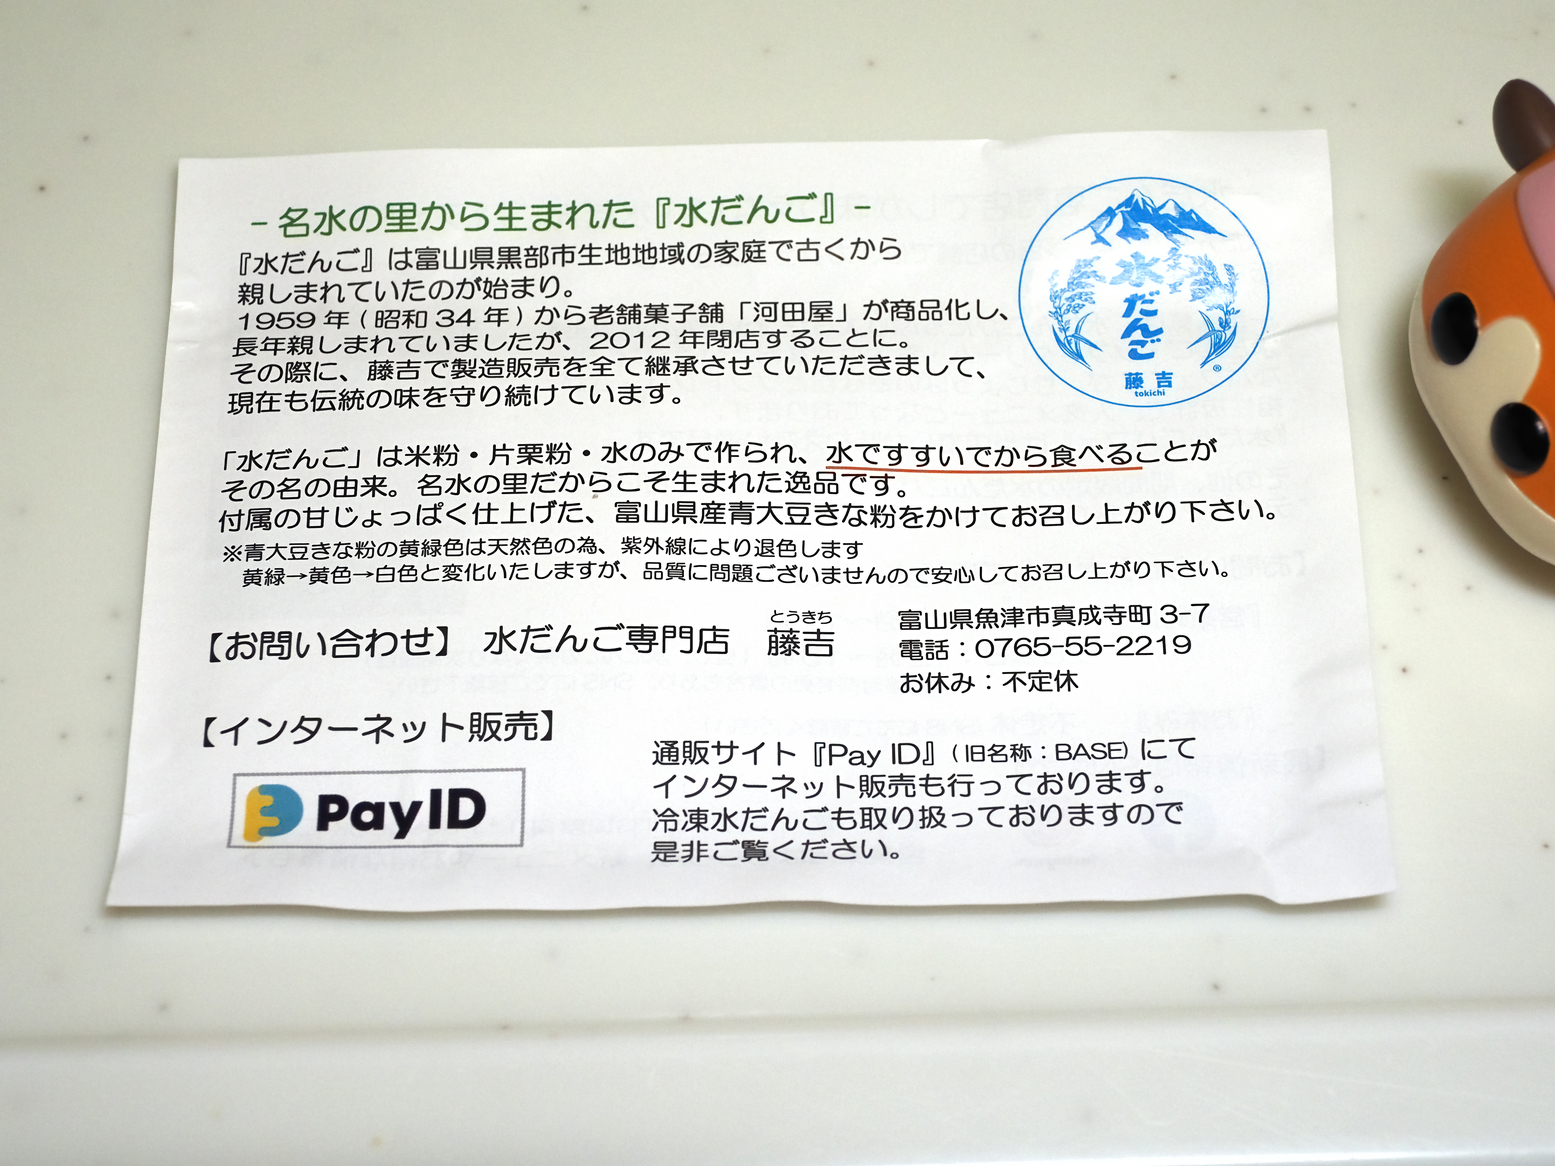 －名水の里から生まれた『水だんご』－
『水だんご』は富山県黒部市生地地域の家庭で古くから
親しまれていたのが始まり。
1959 年 ( 昭和 34 年 ) から老舗菓子舗「河田屋」が商品化し、
長年親しまれていましたが、2012 年閉店することに。
その際に、藤吉で製造販売を全て継承させていただきまして、
現在も伝統の味を守り続けています。
水だんご
藤吉
tokichi
®
「水だんご」は米粉・片栗粉・水のみで作られ、水ですすいでから食べることが
その名の由来。名水の里だからこそ生まれた逸品です。
付属の甘じょっぱく仕上げた、富山県産青大豆きな粉をかけてお召し上がり下さい。
※青大豆きな粉の黄緑色は天然色の為、紫外線により退色します
黄緑→黄色→白色と変化いたしますが、品質に問題ございませんので安心してお召し上がり下さい。
【お問い合わせ】 水だんご専門店 藤吉
とうきち
富山県魚津市真成寺町 3-7
電話：0765-55-2219
お休み：不定休
【インターネット販売】
Pay ID
通販サイト『Pay ID』( 旧名称：BASE) にて
インターネット販売も行っております。
冷凍水だんごも取り扱っておりますので
是非ご覧ください。